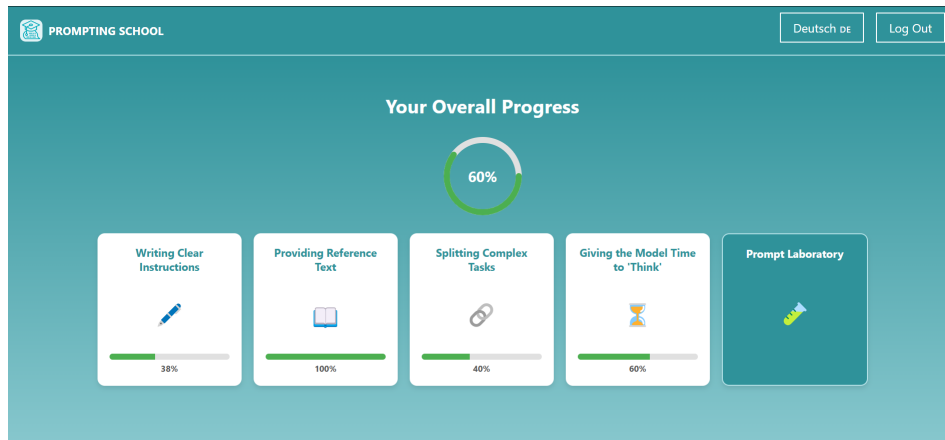 PROMPTING SCHOOL
Deutsch DE
Log Out
Your Overall Progress
60%
Writing Clear
Instructions
38%
Providing Reference
Text
100%
Splitting Complex
Tasks
40%
Giving the Model Time
to 'Think'
60%
Prompt Laboratory